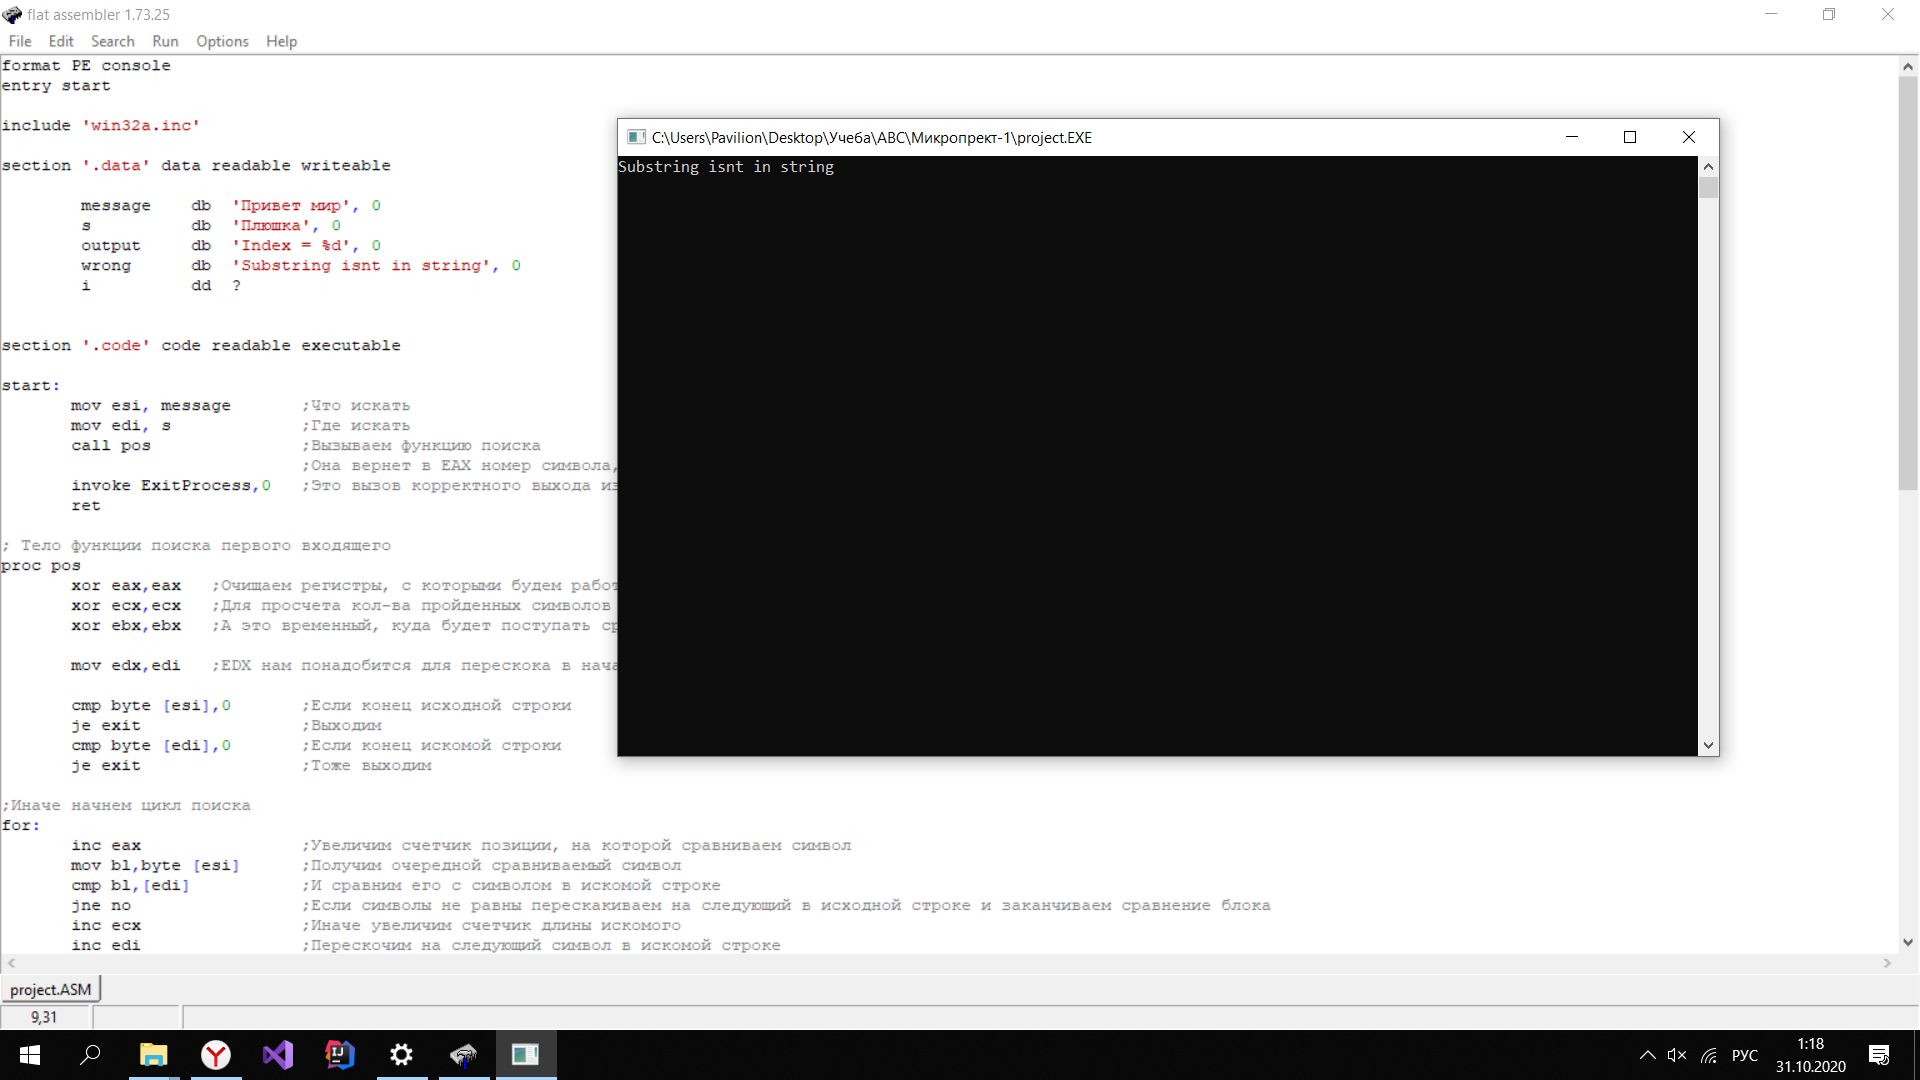 flat assembler 1.73.25
File Edit Search Run Options Help
format PE console
entry start
include 'win32a.inc'
section '.data' data readable writeable
message db 'Привет мир', 0
s db 'Плюшка', 0
output db 'Index = %d', 0
wrong db 'Substring isnt in string', 0
i dd ?
section '.code' code readable executable
start:
mov esi, message ;Что искать
mov edi, s ;Где искать
call pos ;Вызываем функцию поиска
;Она вернет в EAX номер символа,
invoke ExitProcess,0 ;Это вызов корректного выхода из
ret
; Тело функции поиска первого входящего
proc pos
xor eax,eax ;Очищаем регистры, с которыми будем работ
xor ecx,ecx ;Для просчета кол-ва пройденных символов
xor ebx,ebx ;А это временный, куда будет поступать ср
mov edx,edi ;EDX нам понадобится для перескока в нача
cmp byte [esi],0 ;Если конец исходной строки
je exit ;Выходим
cmp byte [edi],0 ;Если конец искомой строки
je exit ;Тоже выходим
;Иначе начнем цикл поиска
for:
inc eax ;Увеличим счетчик позиции, на которой сравниваем символ
mov bl,byte [esi] ;Получим очередной сравниваемый символ
cmp bl,[edi] ;И сравним его с символом в искомой строке
jne no ;Если символы не равны перескакиваем на следующий в исходной строке и заканчиваем сравнение блока
inc ecx ;Иначе увеличим счетчик длины искомого
inc edi ;Перескочим на следующий символ в искомой строке
C:\Users\Pavilion\Desktop\Учеба\АВС\Микропрект-1\project.EXE
Substring isnt in string
project.ASM
9,31
РУС
1:18
31.10.2020